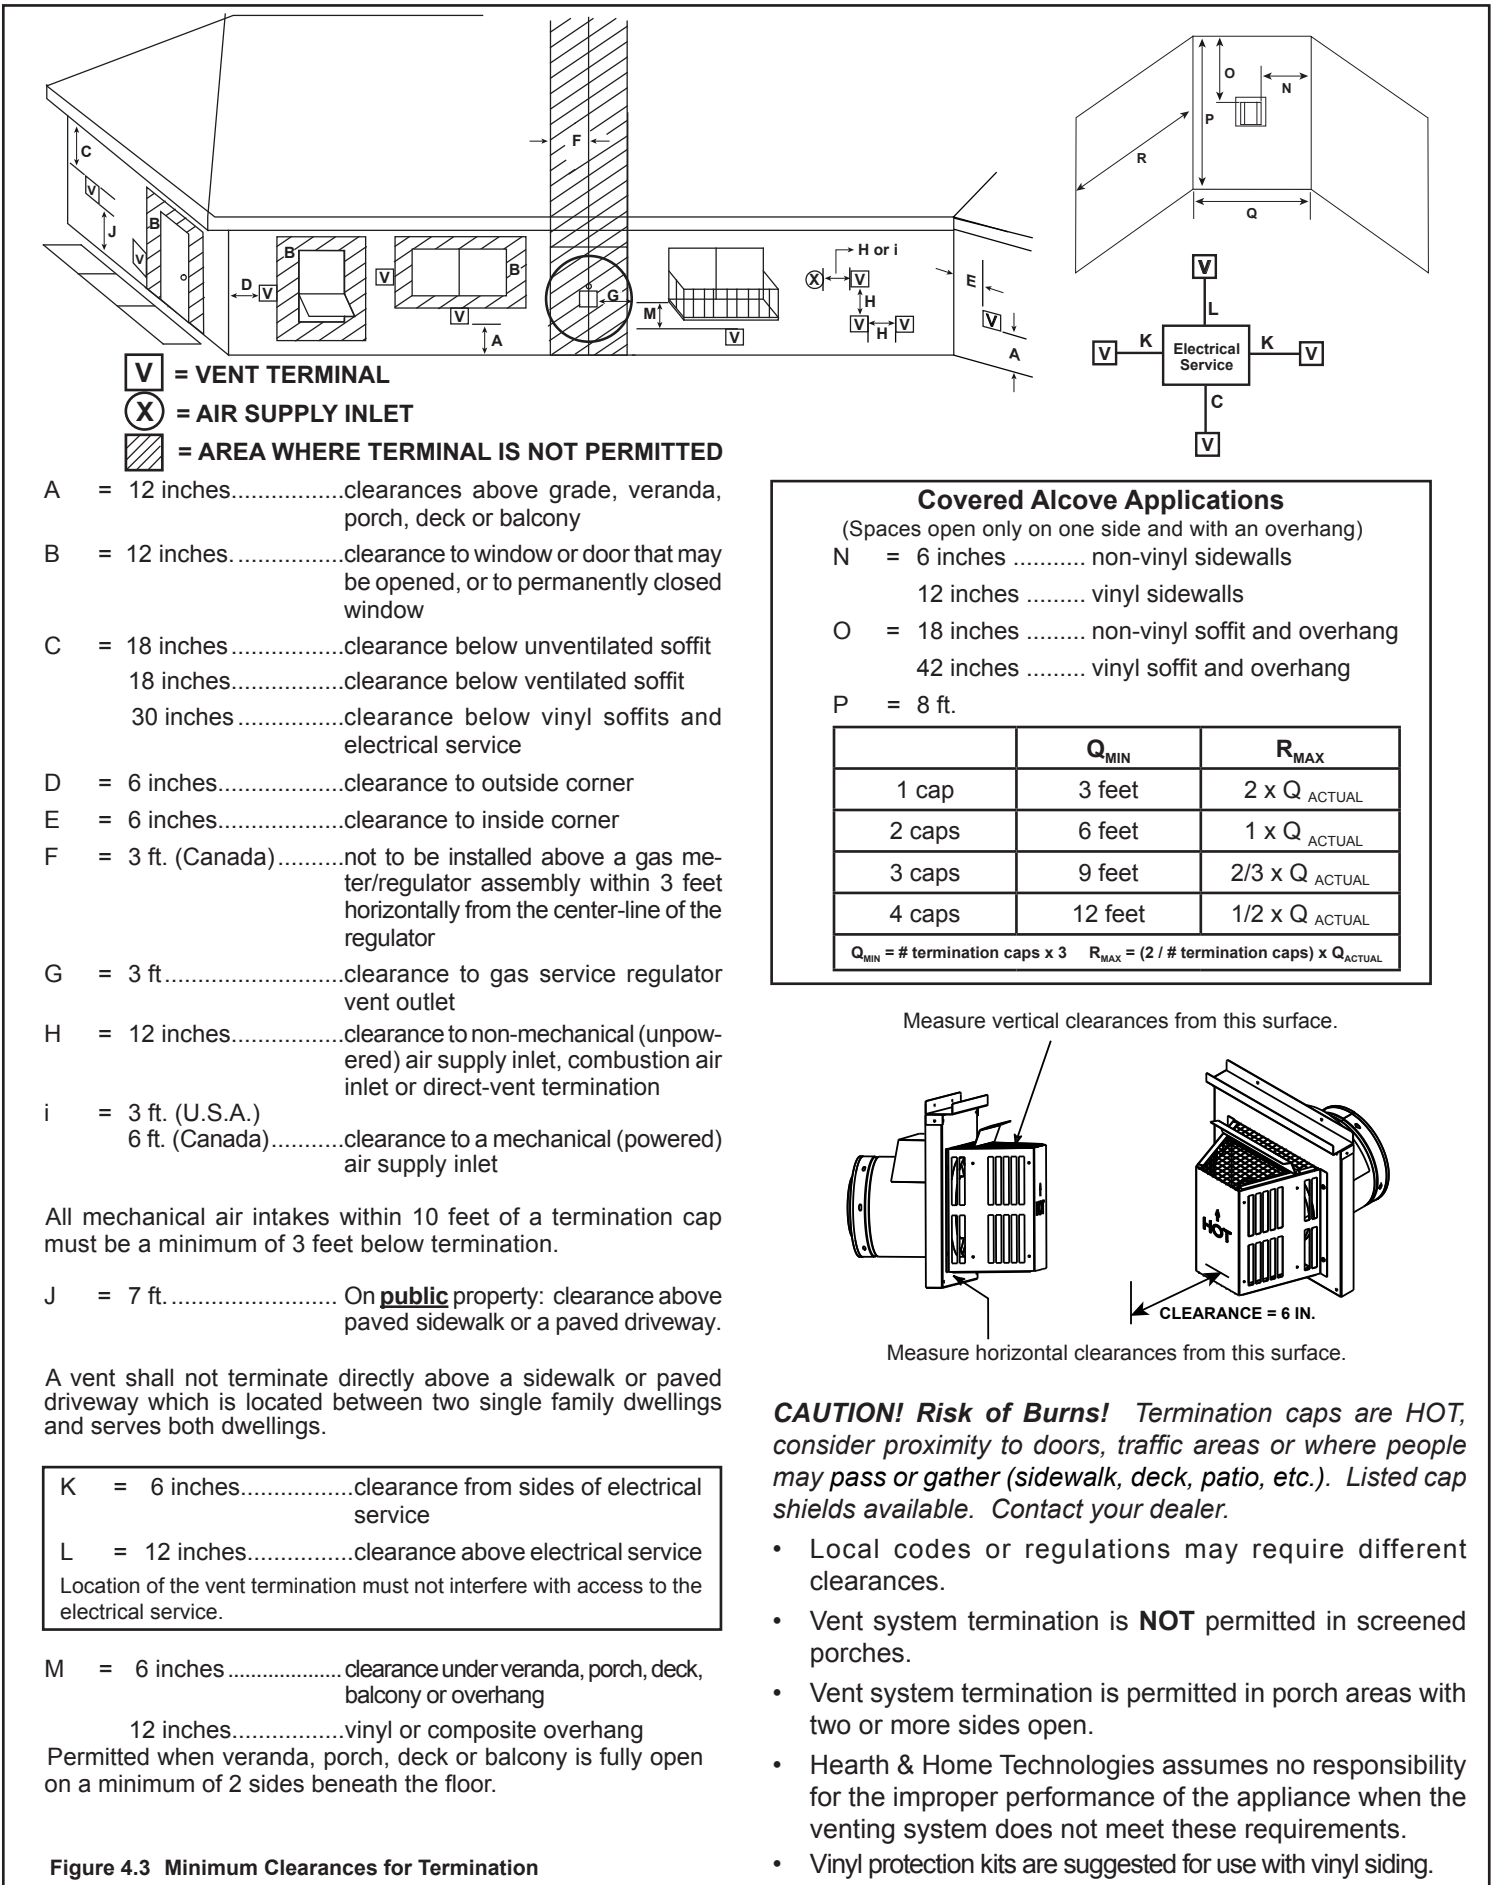 C
V
J
V
B
D
V
B
V
B
V
A
F
G
M
V
H or i
X
V
H
V
V
H
E
V
A
O
N
P
R
Q
V
L
V
K
Electrical
Service
K
V
C
V
V = VENT TERMINAL
X = AIR SUPPLY INLET
= AREA WHERE TERMINAL IS NOT PERMITTED
A = 12 inches.................clearances above grade, veranda,
porch, deck or balcony
B = 12 inches. ................clearance to window or door that may
be opened, or to permanently closed
window
C = 18 inches .................clearance below unventilated soffit
18 inches.................clearance below ventilated soffit
30 inches ................clearance below vinyl soffits and
electrical service
D = 6 inches...................clearance to outside corner
E = 6 inches...................clearance to inside corner
F = 3 ft. (Canada) ..........not to be installed above a gas me-
ter/regulator assembly within 3 feet
horizontally from the center-line of the
regulator
G = 3 ft ...........................clearance to gas service regulator
vent outlet
H = 12 inches.................clearance to non-mechanical (unpow-
ered) air supply inlet, combustion air
inlet or direct-vent termination
i = 3 ft. (U.S.A.)
6 ft. (Canada)...........clearance to a mechanical (powered)
air supply inlet
All mechanical air intakes within 10 feet of a termination cap
must be a minimum of 3 feet below termination.
J = 7 ft. ......................... On public property: clearance above
paved sidewalk or a paved driveway.
A vent shall not terminate directly above a sidewalk or paved
driveway which is located between two single family dwellings
and serves both dwellings.
K = 6 inches.................clearance from sides of electrical
service
L = 12 inches................clearance above electrical service
Location of the vent termination must not interfere with access to the
electrical service.
M = 6 inches ..................... clearance under veranda, porch, deck,
balcony or overhang
12 inches.................vinyl or composite overhang
Permitted when veranda, porch, deck or balcony is fully open
on a minimum of 2 sides beneath the floor.
Figure 4.3 Minimum Clearances for Termination
Covered Alcove Applications
(Spaces open only on one side and with an overhang)
N = 6 inches ........... non-vinyl sidewalls
12 inches ......... vinyl sidewalls
O = 18 inches ......... non-vinyl soffit and overhang
42 inches ......... vinyl soffit and overhang
P = 8 ft.
QMIN RMAX
1 cap 3 feet 2 x Q ACTUAL
2 caps 6 feet 1 x Q ACTUAL
3 caps 9 feet 2/3 x Q ACTUAL
4 caps 12 feet 1/2 x Q ACTUAL
QMIN = # termination caps x 3 RMAX = (2 / # termination caps) x QACTUAL
Measure vertical clearances from this surface.
HOT
HOT
CLEARANCE = 6 IN.
Measure horizontal clearances from this surface.
CAUTION! Risk of Burns! Termination caps are HOT,
consider proximity to doors, traffic areas or where people
may pass or gather (sidewalk, deck, patio, etc.). Listed cap
shields available. Contact your dealer.
• Local codes or regulations may require different
clearances.
• Vent system termination is NOT permitted in screened
porches.
• Vent system termination is permitted in porch areas with
two or more sides open.
• Hearth & Home Technologies assumes no responsibility
for the improper performance of the appliance when the
venting system does not meet these requirements.
• Vinyl protection kits are suggested for use with vinyl siding.